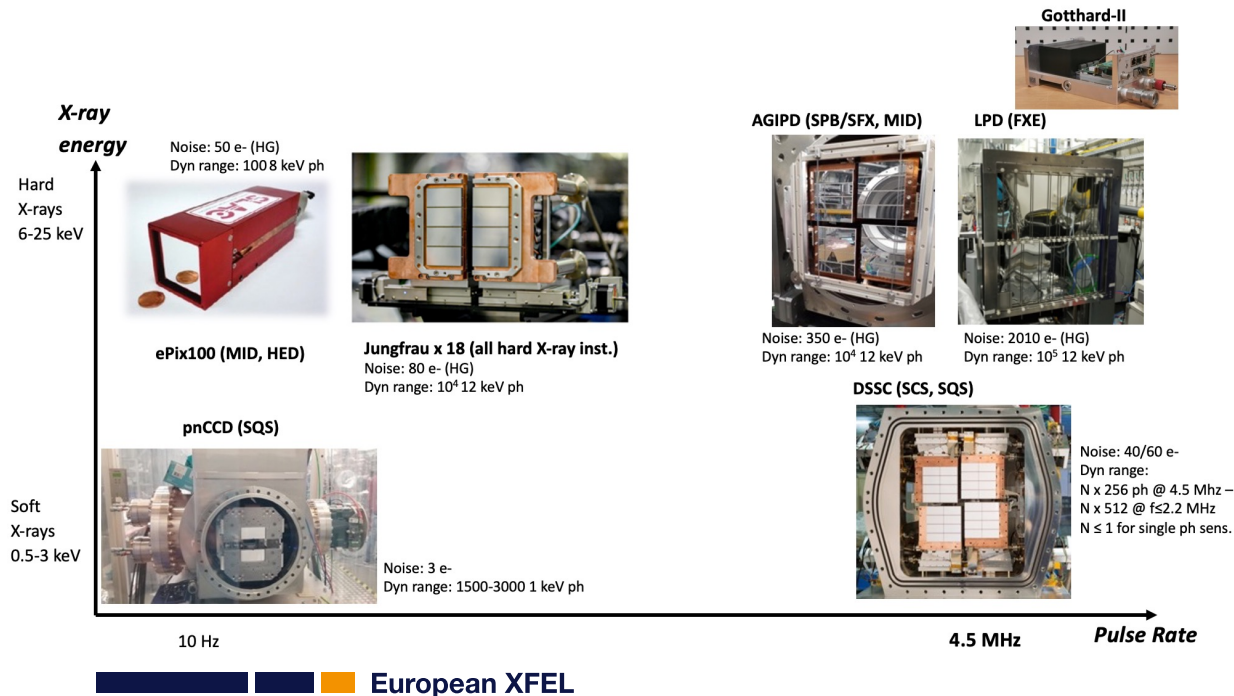 Gotthard-II
X-ray
energy
Noise: 50 e- (HG)
Dyn range: 100 8 keV ph
AGIPD (SPB/SFX, MID)
LPD (FXE)
Hard
X-rays
6-25 keV
SLAC
ePix100 (MID, HED)
Jungfrau x 18 (all hard X-ray inst.)
Noise: 80 e- (HG)
Dyn range: 10⁴ 12 keV ph
Noise: 350 e- (HG)
Dyn range: 10⁴ 12 keV ph
Noise: 2010 e- (HG)
Dyn range: 10⁵ 12 keV ph
DSSC (SCS, SQS)
pnCCD (SQS)
Noise: 40/60 e-
Dyn range:
N x 256 ph @ 4.5 Mhz –
N x 512 @ f≤2.2 MHz
N ≤ 1 for single ph sens.
Soft
X-rays
0.5-3 keV
Noise: 3 e-
Dyn range: 1500-3000 1 keV ph
10 Hz
4.5 MHz
Pulse Rate
European XFEL